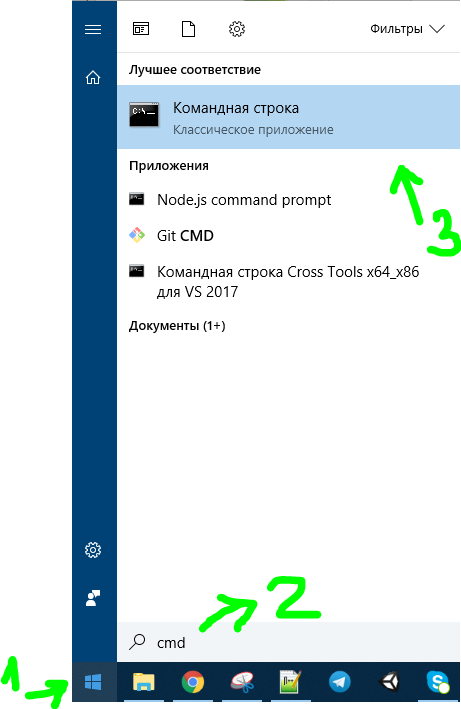 Фильтры
Лучшее соответствие
Командная строка
Классическое приложение
Приложения
Node.js command prompt
Git CMD
Командная строка Cross Tools x64_x86
для VS 2017
Документы (1+)
3
2
cmd
1